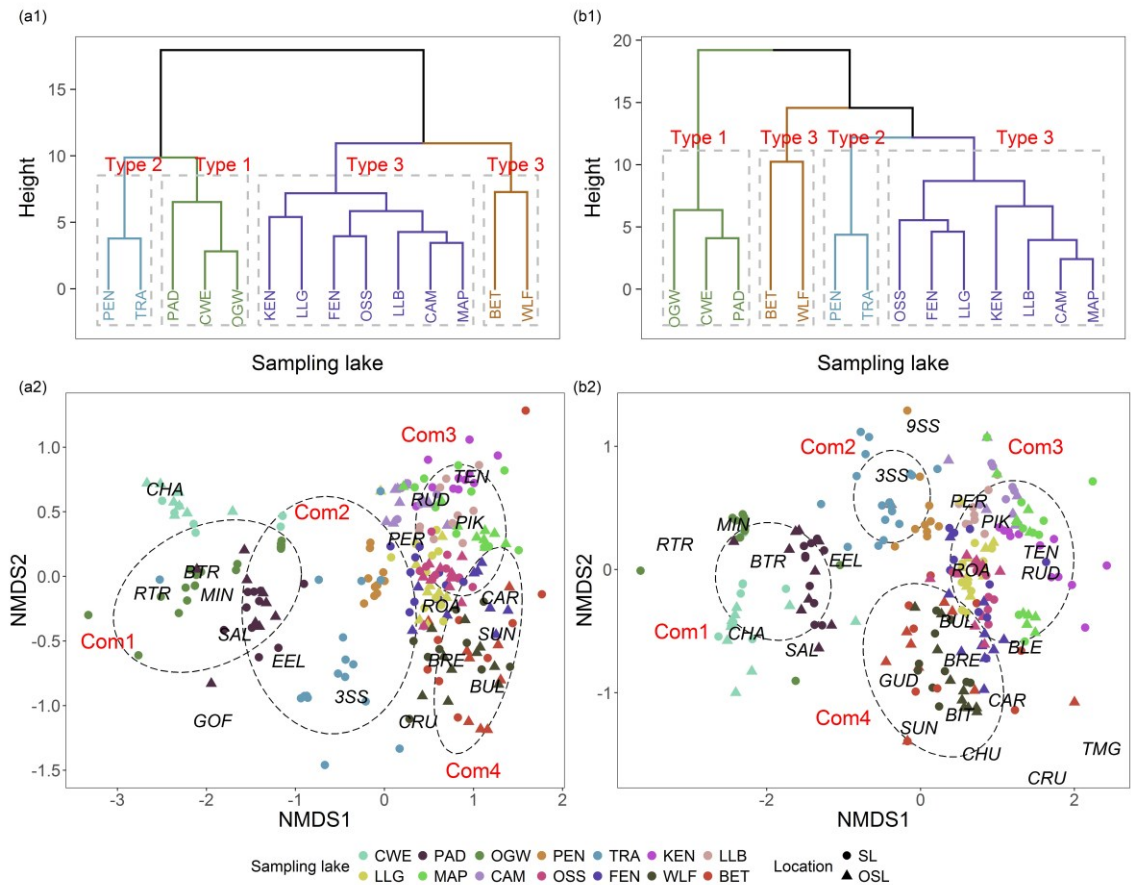 (a1)
(b1)
15
10
5
0
Height
Type 2
Type 1
Type 3
Type 3
PEN
TRA
PAD
CWE
OGW
KEN
LLG
FEN
OSS
LLB
CAM
MAP
BET
WLF
Sampling lake
20
15
10
5
0
Height
Type 1
Type 3
Type 2
Type 3
OGW
CWE
PAD
BET
WLF
PEN
TRA
OSS
FEN
LLG
KEN
LLB
CAM
MAP
Sampling lake
(a2)
(b2)
1.0
0.5
0.0
-0.5
-1.0
-1.5
NMDS2
Com3
CHA
TEN
RUD
Com2
PIK
PER
BTR
RTR
MIN
CAR
ROA
Com1
SAL
SUN
EEL
BRE
BUL
3SS
GOF
CRU
Com4
-3
-2
-1
0
1
2
NMDS1
1
0
-1
NMDS2
9SS
Com2
Com3
3SS
PER
MIN
PIK
RTR
BTR
EEL
TEN
ROA
RUD
Com1
CHA
BUL
SAL
BLE
BRE
GUD
CAR
Com4
BIT
SUN
CHU
TMG
CRU
-2
0
2
NMDS1
Sampling lake
CWE PAD OGW PEN TRA KEN LLB
LLG MAP CAM OSS FEN WLF BET
Location
SL
OSL